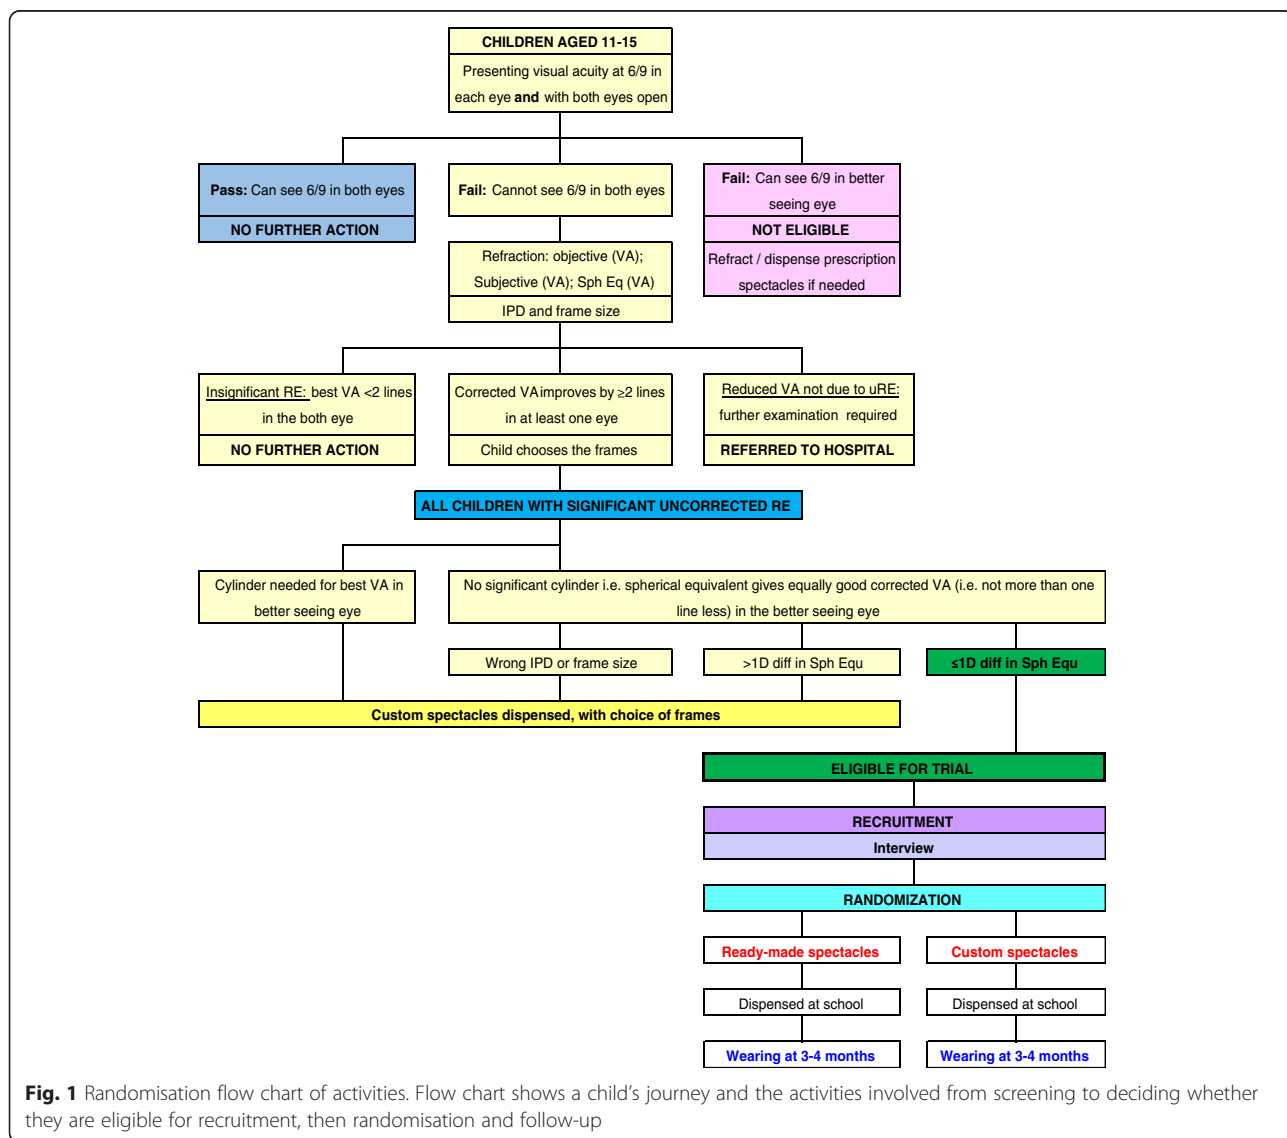 CHILDREN AGED 11-15
Presenting visual acuity at 6/9 in
each eye and with both eyes open
Pass: Can see 6/9 in both eyes
NO FURTHER ACTION
Fail: Cannot see 6/9 in both eyes
Fail: Can see 6/9 in better
seeing eye
NOT ELIGIBLE
Refract / dispense prescription
spectacles if needed
Refraction: objective (VA);
Subjective (VA); Sph Eq (VA)
IPD and frame size
Insignificant RE: best VA <2 lines
in the both eye
NO FURTHER ACTION
Corrected VA improves by ≥2 lines
in at least one eye
Child chooses the frames
Reduced VA not due to uRE:
further examination required
REFERRED TO HOSPITAL
ALL CHILDREN WITH SIGNIFICANT UNCORRECTED RE
Cylinder needed for best VA in
better seeing eye
No significant cylinder i.e. spherical equivalent gives equally good corrected VA (i.e. not more than one
line less) in the better seeing eye
Wrong IPD or frame size
>1D diff in Sph Equ
≤1D diff in Sph Equ
Custom spectacles dispensed, with choice of frames
ELIGIBLE FOR TRIAL
RECRUITMENT
Interview
RANDOMIZATION
Ready-made spectacles
Custom spectacles
Dispensed at school
Dispensed at school
Wearing at 3-4 months
Wearing at 3-4 months
Fig. 1 Randomisation flow chart of activities. Flow chart shows a child's journey and the activities involved from screening to deciding whether
they are eligible for recruitment, then randomisation and follow-up